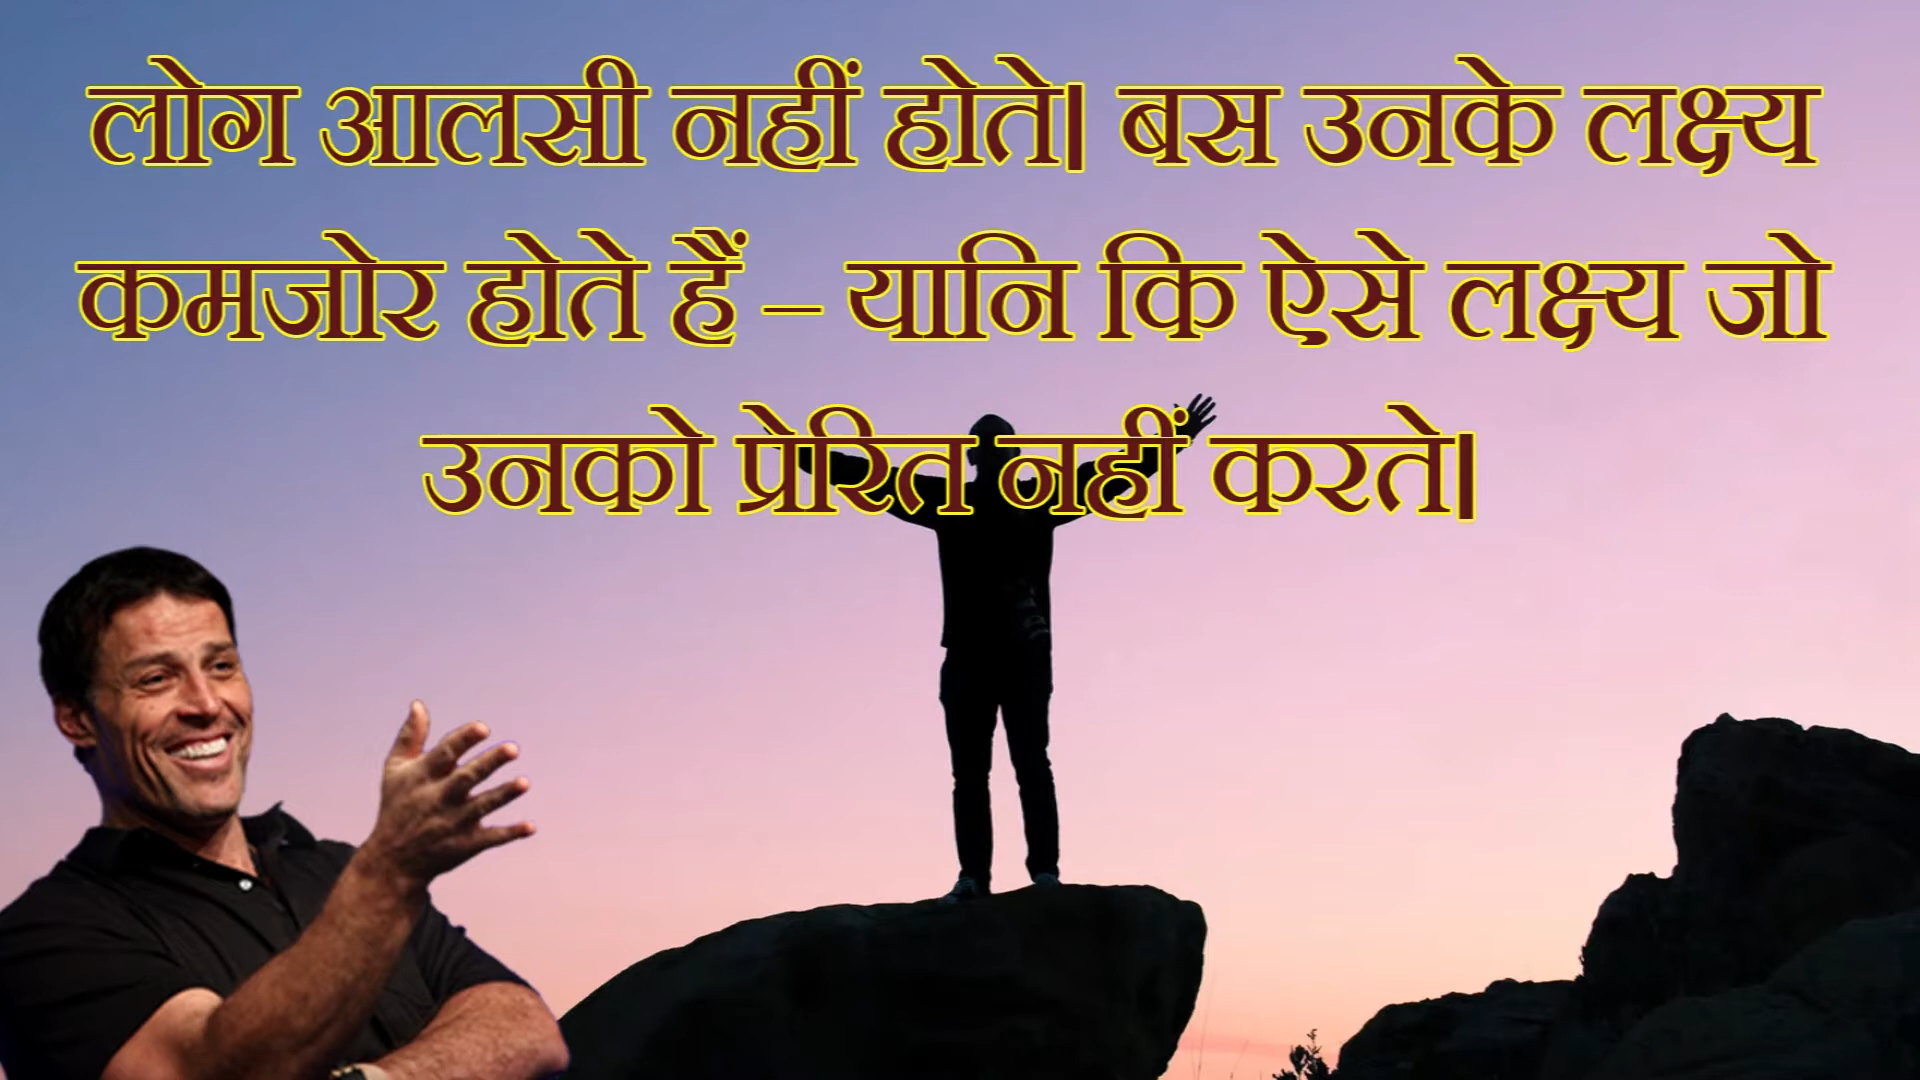 लोग आलसी नहीं होते। बस उनके लक्ष्य
कमजोर होते हैं – यानि कि ऐसे लक्ष्य जो
उनको प्रेरित नहीं करते।